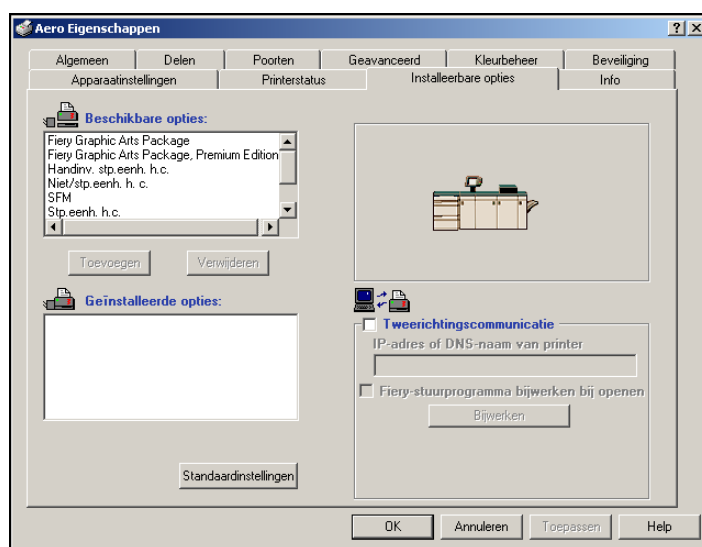 Aero Eigenschappen
Algemeen Delen Poorten Geavanceerd Kleurbeheer Beveiliging
Apparaatinstellingen Printerstatus Installeerbare opties Info
Beschikbare opties:
Fiery Graphic Arts Package
Fiery Graphic Arts Package, Premium Edition
Handinv. stp.eenh. h.c.
Niet/stp.eenh. h. c.
SFM
Stp.eenh. h.c.
Toevoegen Verwijderen
Geïnstalleerde opties:
Standaardinstellingen
Tweerichtingscommunicatie
IP-adres of DNS-naam van printer
Fiery-stuurprogramma bijwerken bij openen
Bijwerken
OK Annuleren Toepassen Help